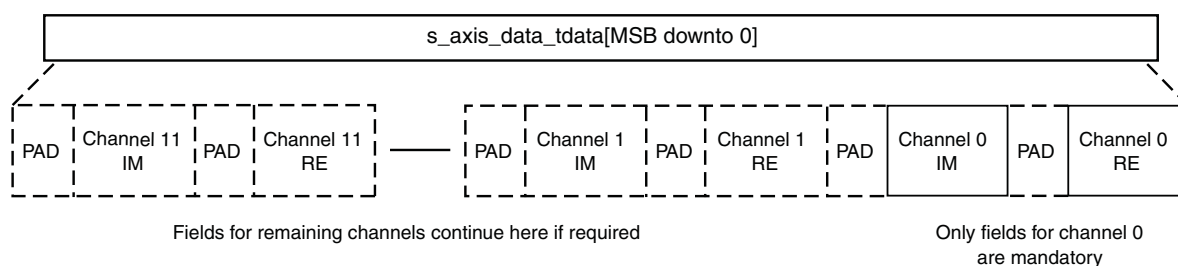 s_axis_data_tdata[MSB downto 0]
PAD
Channel 11
IM
PAD
Channel 11
RE
PAD
Channel 1
IM
PAD
Channel 1
RE
PAD
Channel 0
IM
PAD
Channel 0
RE
Fields for remaining channels continue here if required
Only fields for channel 0
are mandatory